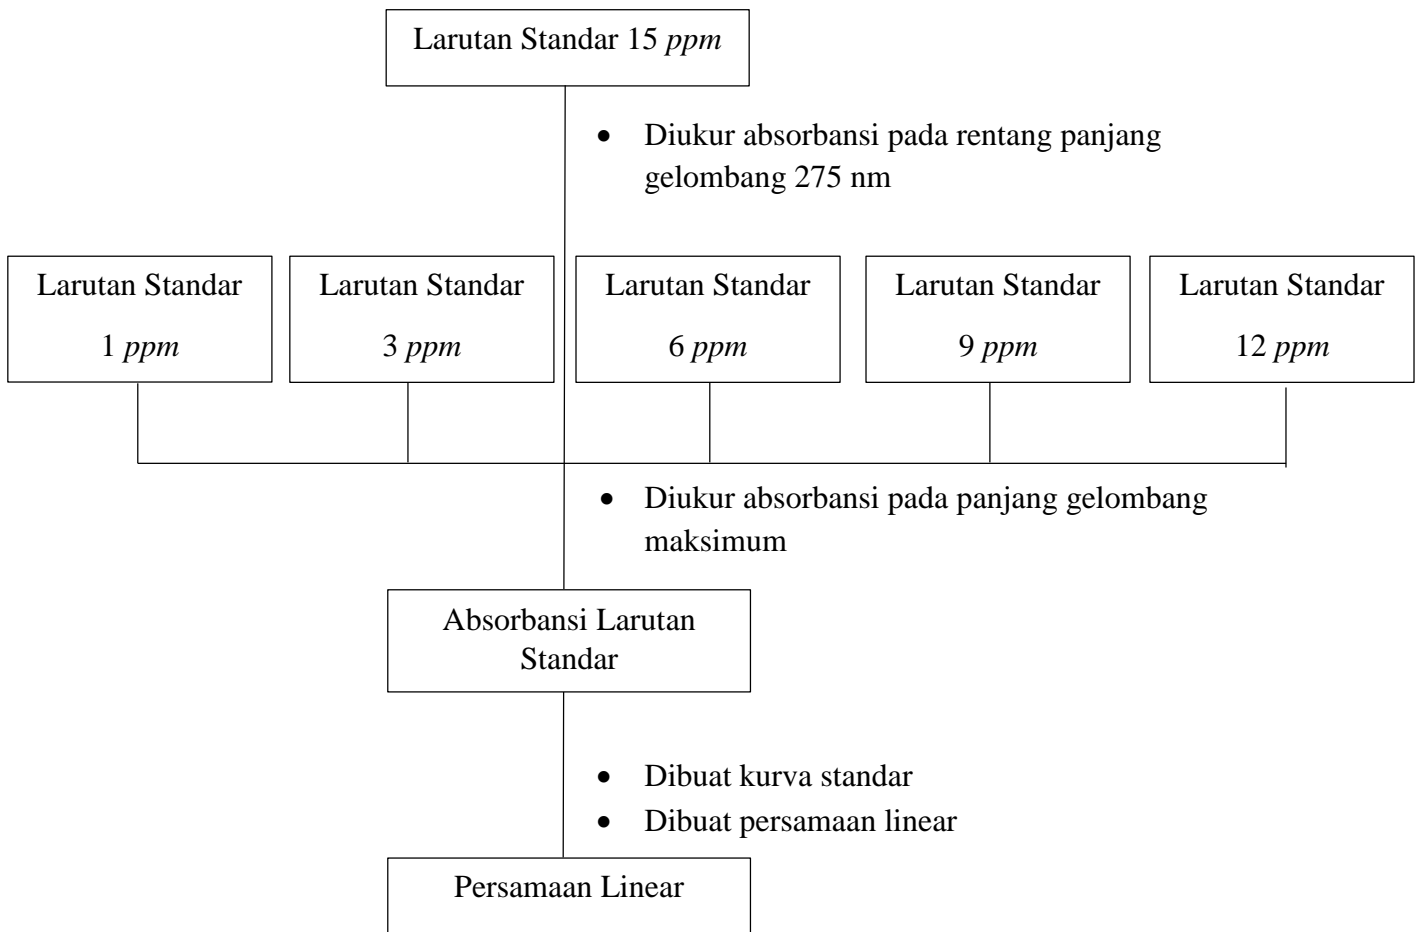 Larutan Standar 15 ppm
• Diukur absorbansi pada rentang panjang
gelombang 275 nm
Larutan Standar
1 ppm
Larutan Standar
3 ppm
Larutan Standar
6 ppm
Larutan Standar
9 ppm
Larutan Standar
12 ppm
• Diukur absorbansi pada panjang gelombang
maksimum
Absorbansi Larutan
Standar
• Dibuat kurva standar
• Dibuat persamaan linear
Persamaan Linear